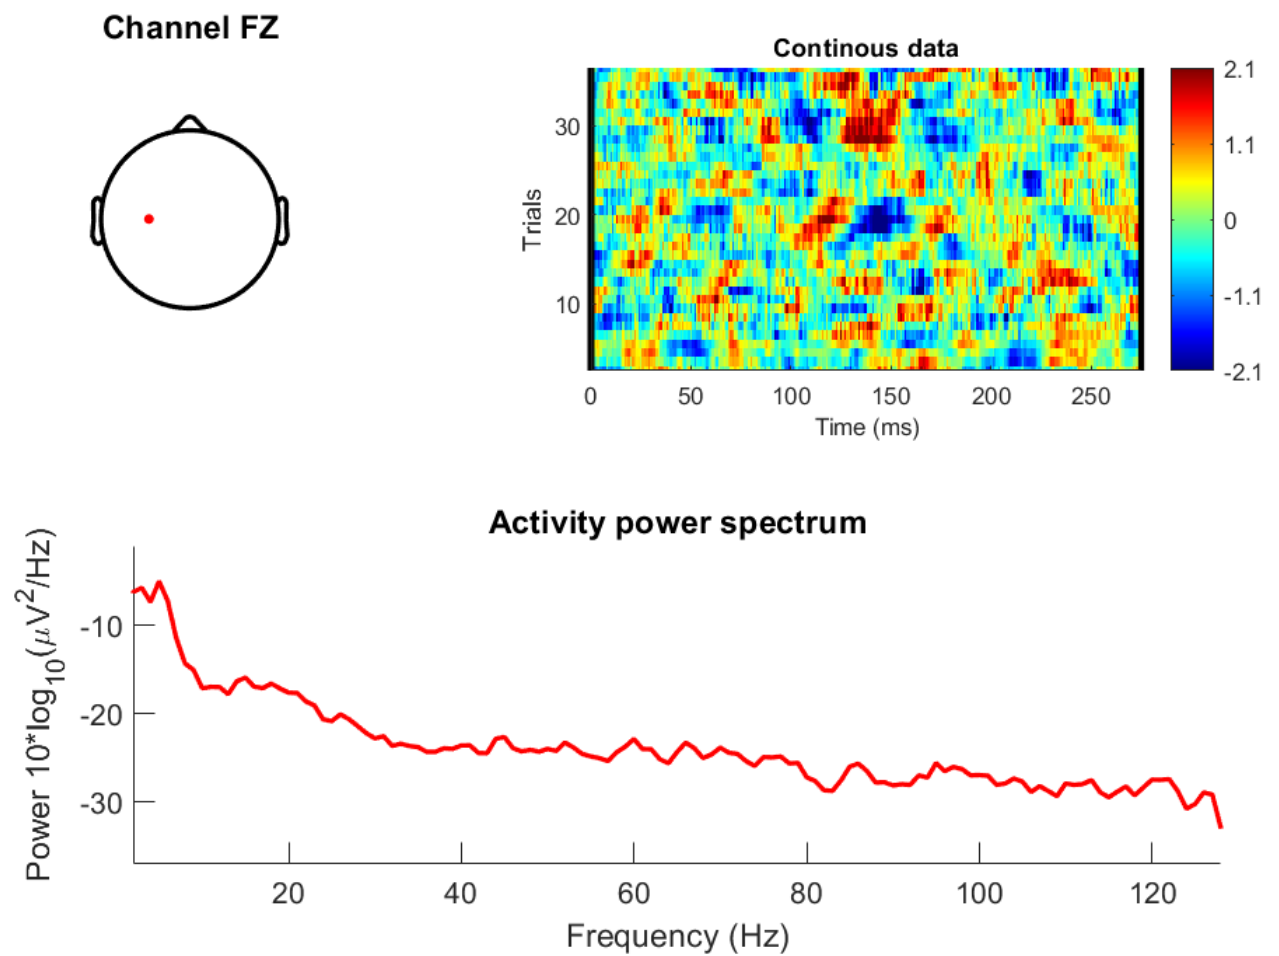 Channel FZ
Continous data
30
20
10
Trials
0 50 100 150 200 250
Time (ms)
2.1
1.1
0
-1.1
-2.1
Activity power spectrum
Power 10*log10(μV2/Hz)
-10
-20
-30
20 40 60 80 100 120
Frequency (Hz)